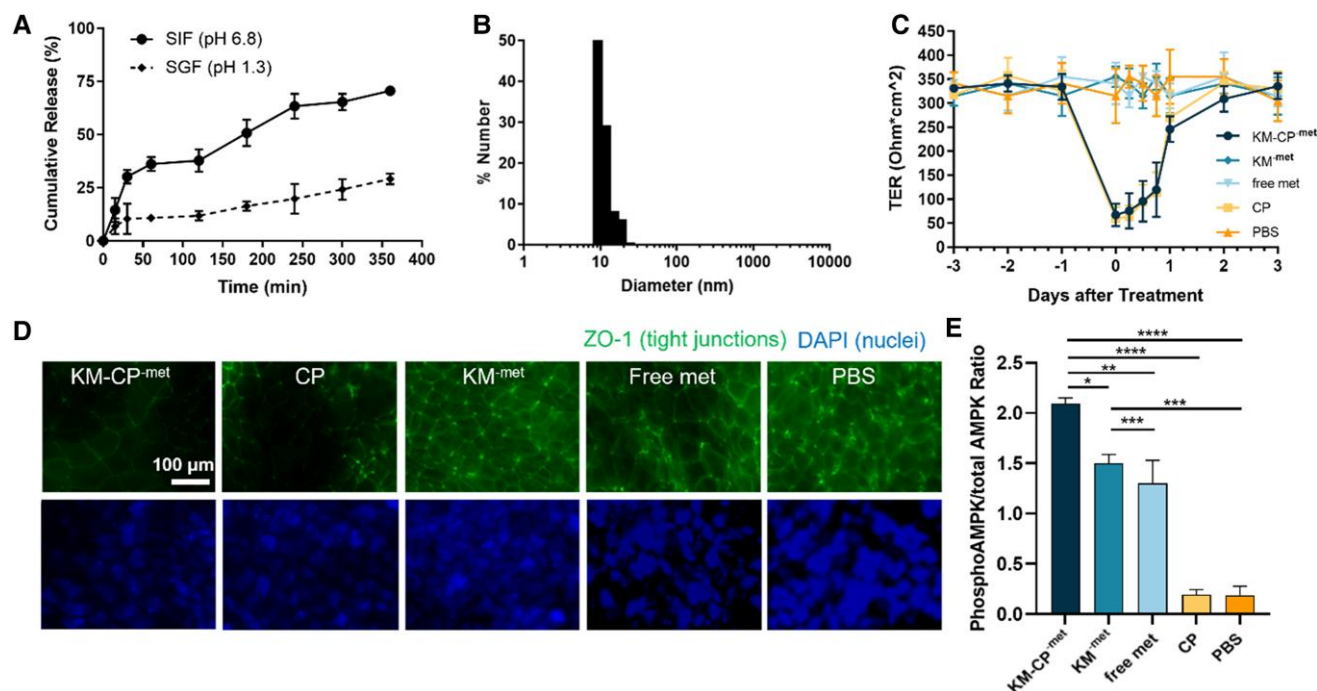 A
Cumulative Release (%)
100
75
50
25
0
SIF (pH 6.8)
SGF (pH 1.3)
0 50 100 150 200 250 300 350 400
Time (min)
B
% Number
50
40
30
20
10
0
1 10 100 1000 10000
Diameter (nm)
C
TER (Ohm*cm^2)
450
400
350
300
250
200
150
100
50
0
KM-CP-met
KM-met
free met
CP
PBS
-3 -2 -1 0 1 2 3
Days after Treatment
D
ZO-1 (tight junctions) DAPI (nuclei)
KM-CP-met CP KM-met Free met PBS
100 µm
E
PhosphoAMPK/total AMPK Ratio
2.5
2.0
1.5
1.0
0.5
0.0
****
****
**
*
***
***
KM-CP-met KM-met free met CP PBS